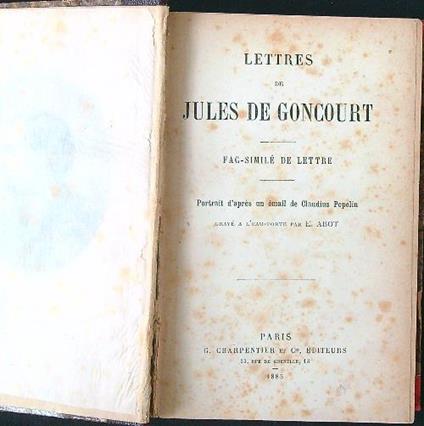 LETTRES
DE
JULES DE GONCOURT
FAC-SIMILÉ DE LETTRE
Portrait d'après un émail de Claudius Popelin
GRAVÉ A L'EAU-FORTE PAR E. ABOT
PARIS
G. CHARPENTIER ET Cie, ÉDITEURS
13, RUE DE GRENELLE, 13
1885